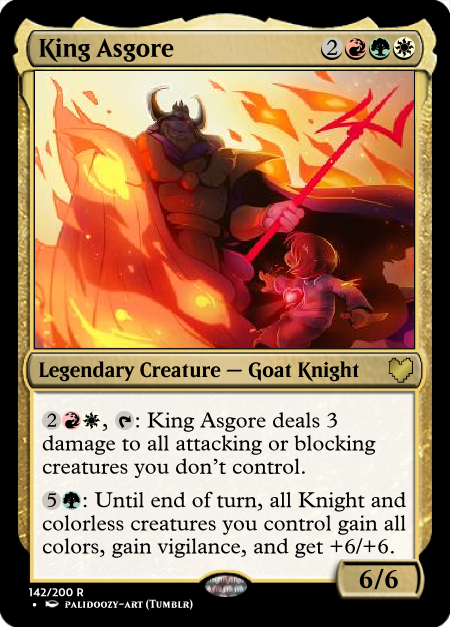 King Asgore 2
Legendary Creature — Goat Knight
2, : King Asgore deals 3
damage to all attacking or blocking
creatures you don't control.
5: Until end of turn, all Knight and
colorless creatures you control gain all
colors, gain vigilance, and get +6/+6.
6/6
142/200 R
• PALIDOOZY-ART (TUMBLR)